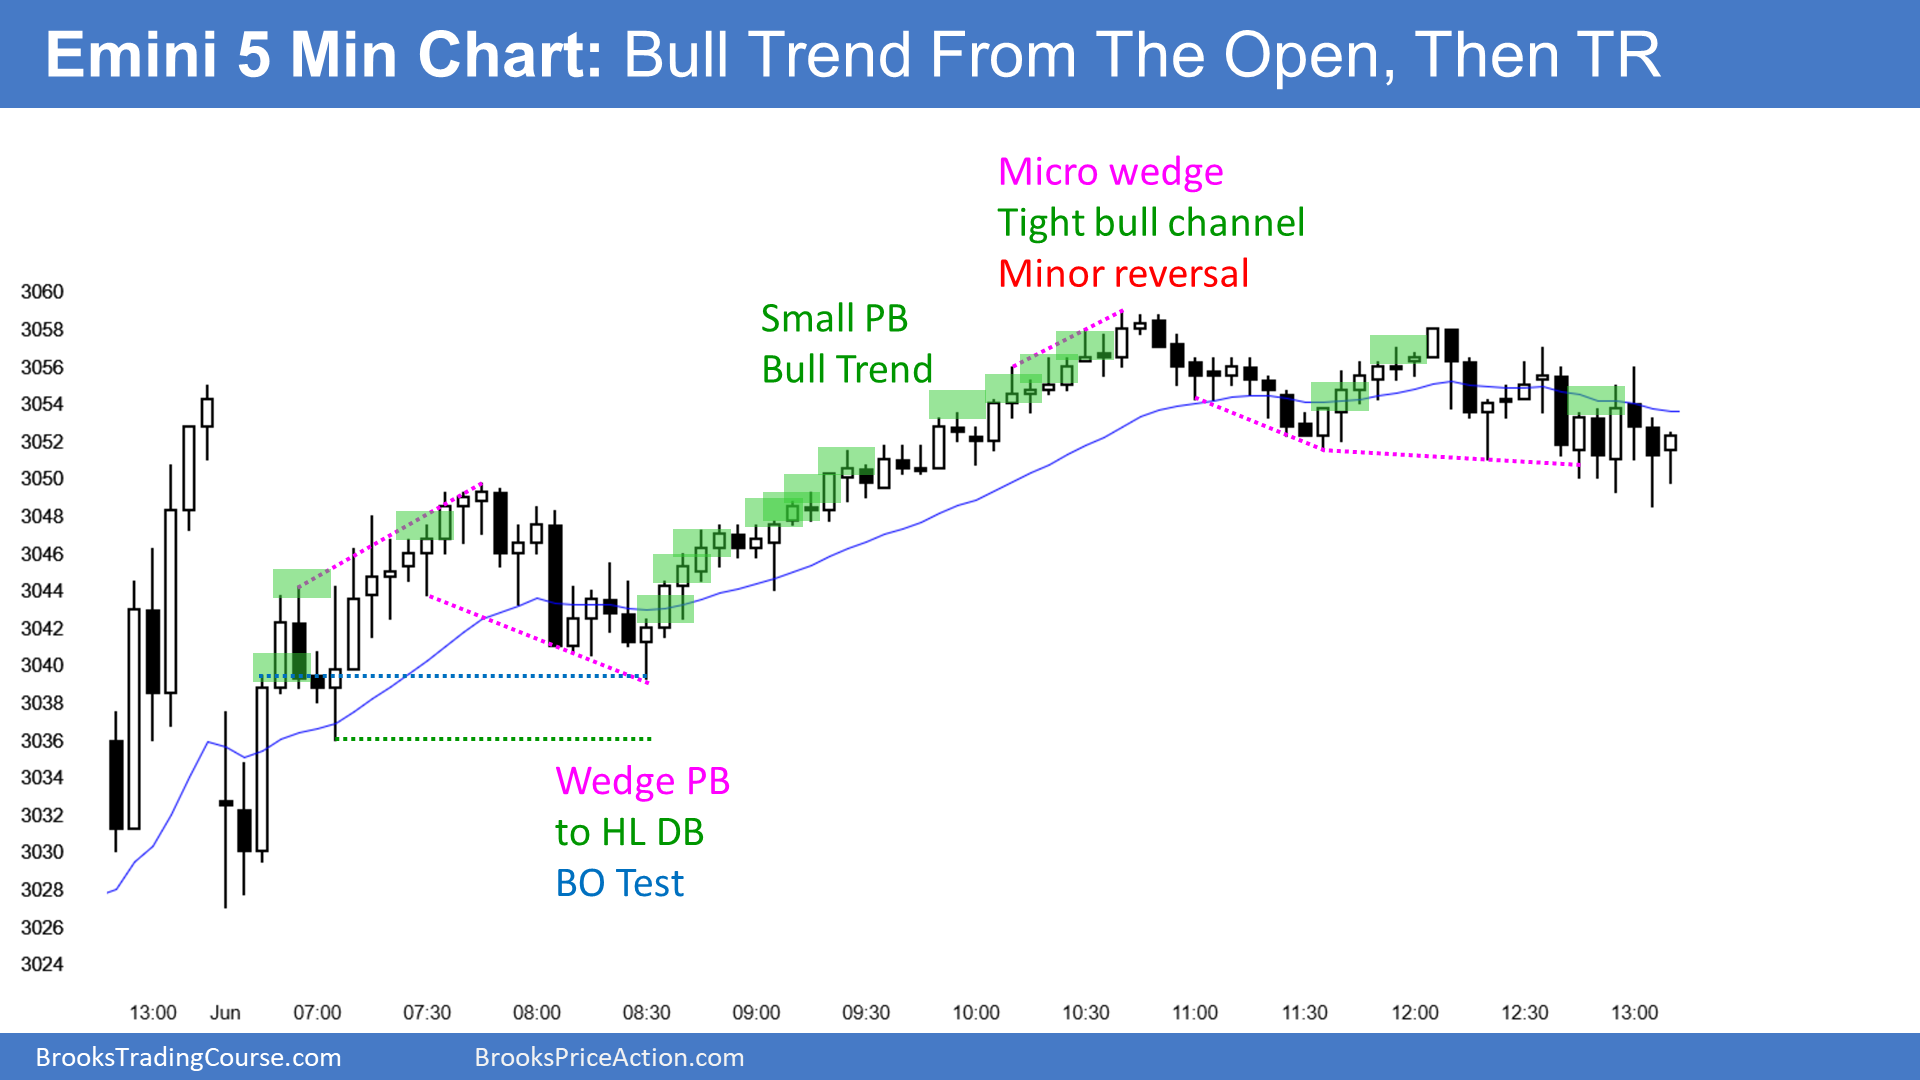 Emini 5 Min Chart: Bull Trend From The Open, Then TR
Micro wedge
Tight bull channel
Minor reversal
Small PB
Bull Trend
Wedge PB
to HL DB
BO Test
3060
3058
3056
3054
3052
3050
3048
3046
3044
3042
3040
3038
3036
3034
3032
3030
3028
3026
3024
13:00 Jun 07:00 07:30 08:00 08:30 09:00 09:30 10:00 10:30 11:00 11:30 12:00 12:30 13:00
BrooksTradingCourse.com BrooksPriceAction.com